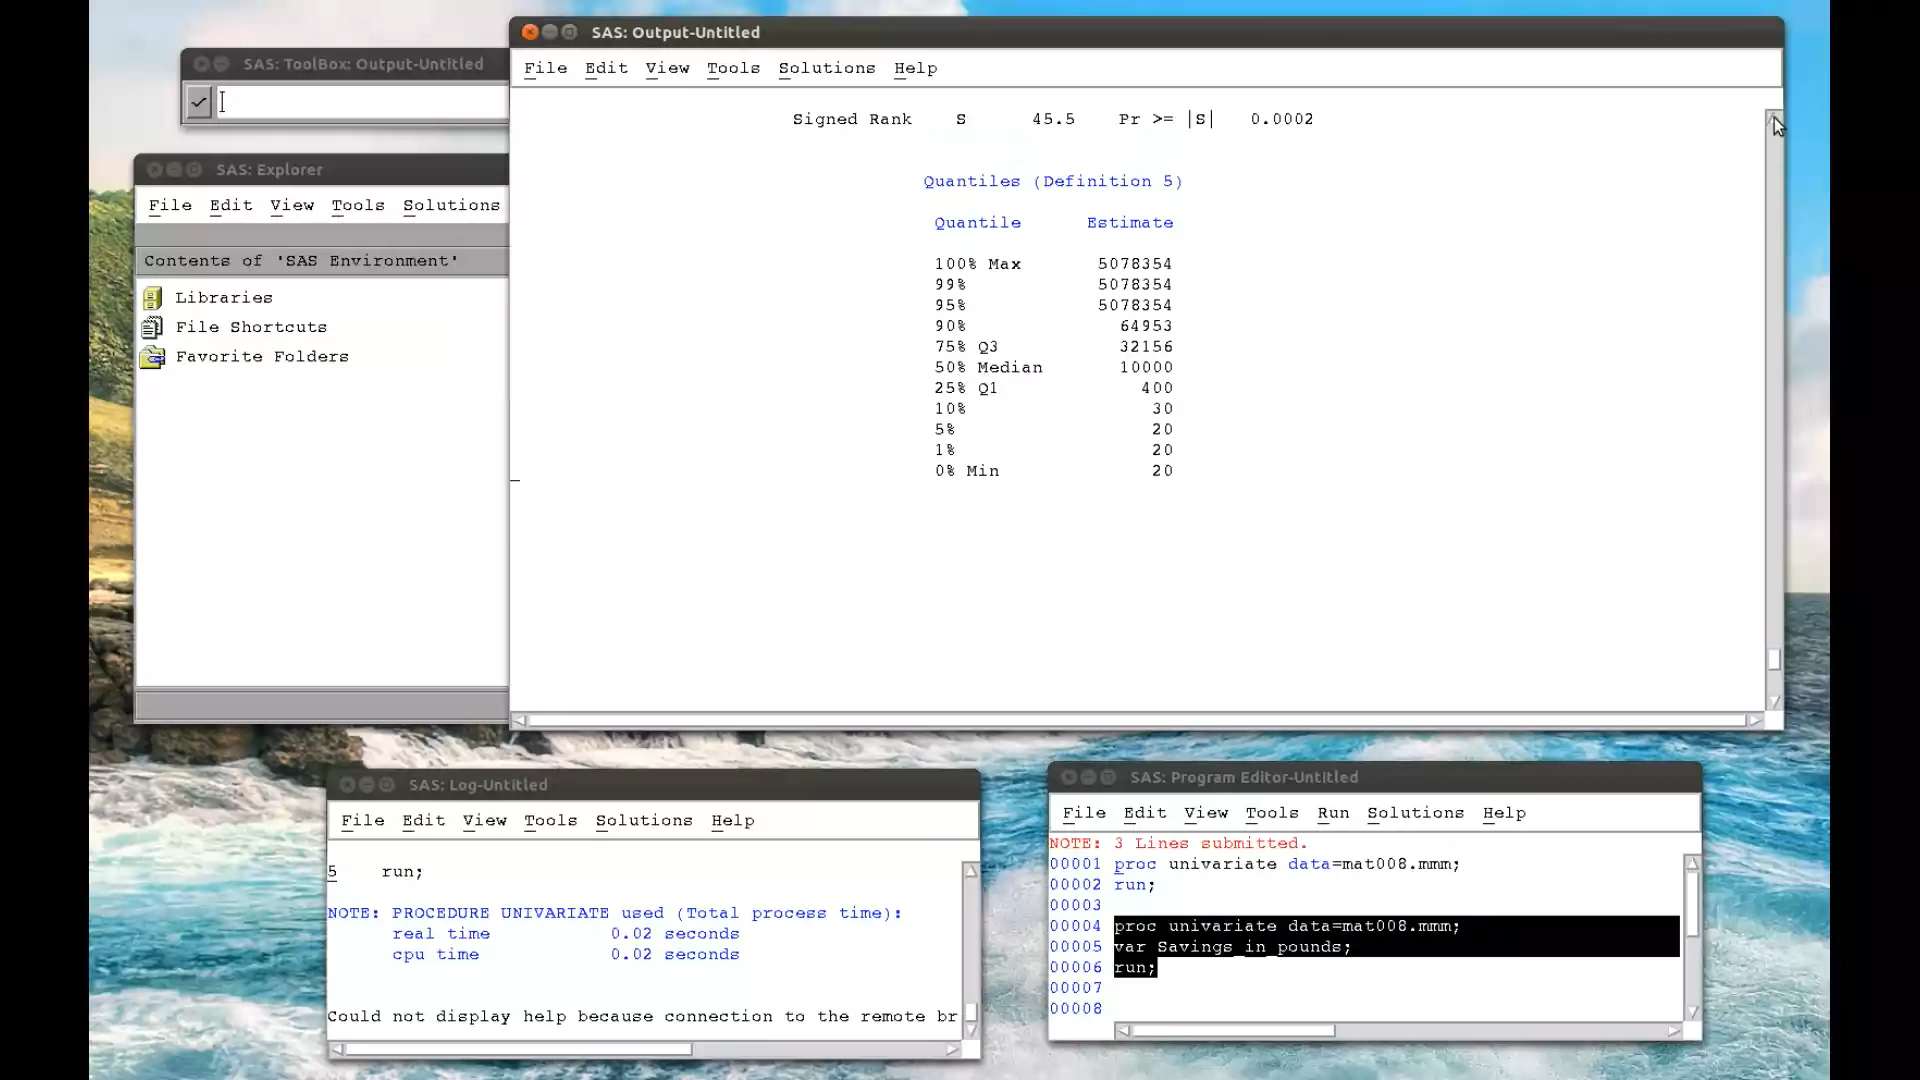 SAS: ToolBox: Output-Untitled
SAS: Output-Untitled
File Edit View Tools Solutions Help
Signed Rank S 45.5 Pr >= |S| 0.0002
Quantiles (Definition 5)
Quantile Estimate
100% Max 5078354
99% 5078354
95% 5078354
90% 64953
75% Q3 32156
50% Median 10000
25% Q1 400
10% 30
5% 20
1% 20
0% Min 20
SAS: Explorer
File Edit View Tools Solutions
Contents of 'SAS Environment'
Libraries
File Shortcuts
Favorite Folders
SAS: Log-Untitled
File Edit View Tools Solutions Help
5 run;
NOTE: PROCEDURE UNIVARIATE used (Total process time):
real time 0.02 seconds
cpu time 0.02 seconds
Could not display help because connection to the remote br
SAS: Program Editor-Untitled
File Edit View Tools Run Solutions Help
NOTE: 3 Lines submitted.
00001 proc univariate data=mat008.mmm;
00002 run;
00003
00004 proc univariate data=mat008.mmm;
00005 var Savings_in_pounds;
00006 run;
00007
00008